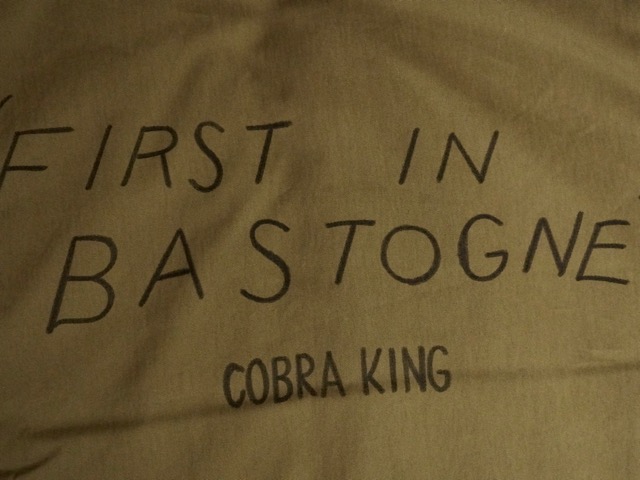 "FIRST IN
BASTOGNE"
COBRA KING